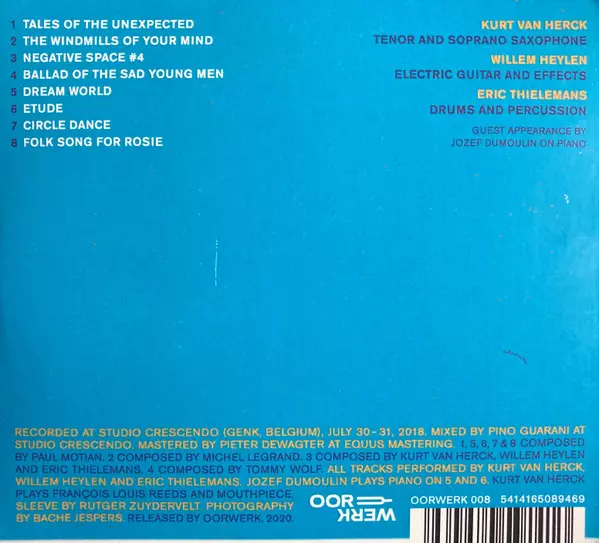 1 TALES OF THE UNEXPECTED
2 THE WINDMILLS OF YOUR MIND
3 NEGATIVE SPACE #4
4 BALLAD OF THE SAD YOUNG MEN
5 DREAM WORLD
6 ETUDE
7 CIRCLE DANCE
8 FOLK SONG FOR ROSIE
KURT VAN HERCK
TENOR AND SOPRANO SAXOPHONE
WILLEM HEYLEN
ELECTRIC GUITAR AND EFFECTS
ERIC THIELEMANS
DRUMS AND PERCUSSION
GUEST APPEARANCE BY
JOZEF DUMOULIN ON PIANO
RECORDED AT STUDIO CRESCENDO (GENK, BELGIUM), JULY 30-31, 2018. MIXED BY PINO GUARANI AT
STUDIO CRESCENDO. MASTERED BY PIETER DEWAGTER AT EQUUS MASTERING. 1, 5, 6, 7 & 8 COMPOSED
BY PAUL MOTIAN. 2 COMPOSED BY MICHEL LEGRAND. 3 COMPOSED BY KURT VAN HERCK, WILLEM HEYLEN
AND ERIC THIELEMANS. 4 COMPOSED BY TOMMY WOLF. ALL TRACKS PERFORMED BY KURT VAN HERCK,
WILLEM HEYLEN AND ERIC THIELEMANS. JOZEF DUMOULIN PLAYS PIANO ON 5 AND 6. KURT VAN HERCK
PLAYS FRANÇOIS LOUIS REEDS AND MOUTHPIECE.
SLEEVE BY RUTGER ZUYDERVELT. PHOTOGRAPHY
BY BACHE JESPERS. RELEASED BY OORWERK, 2020.
OOR
WERK
OORWERK 008 5414165089469